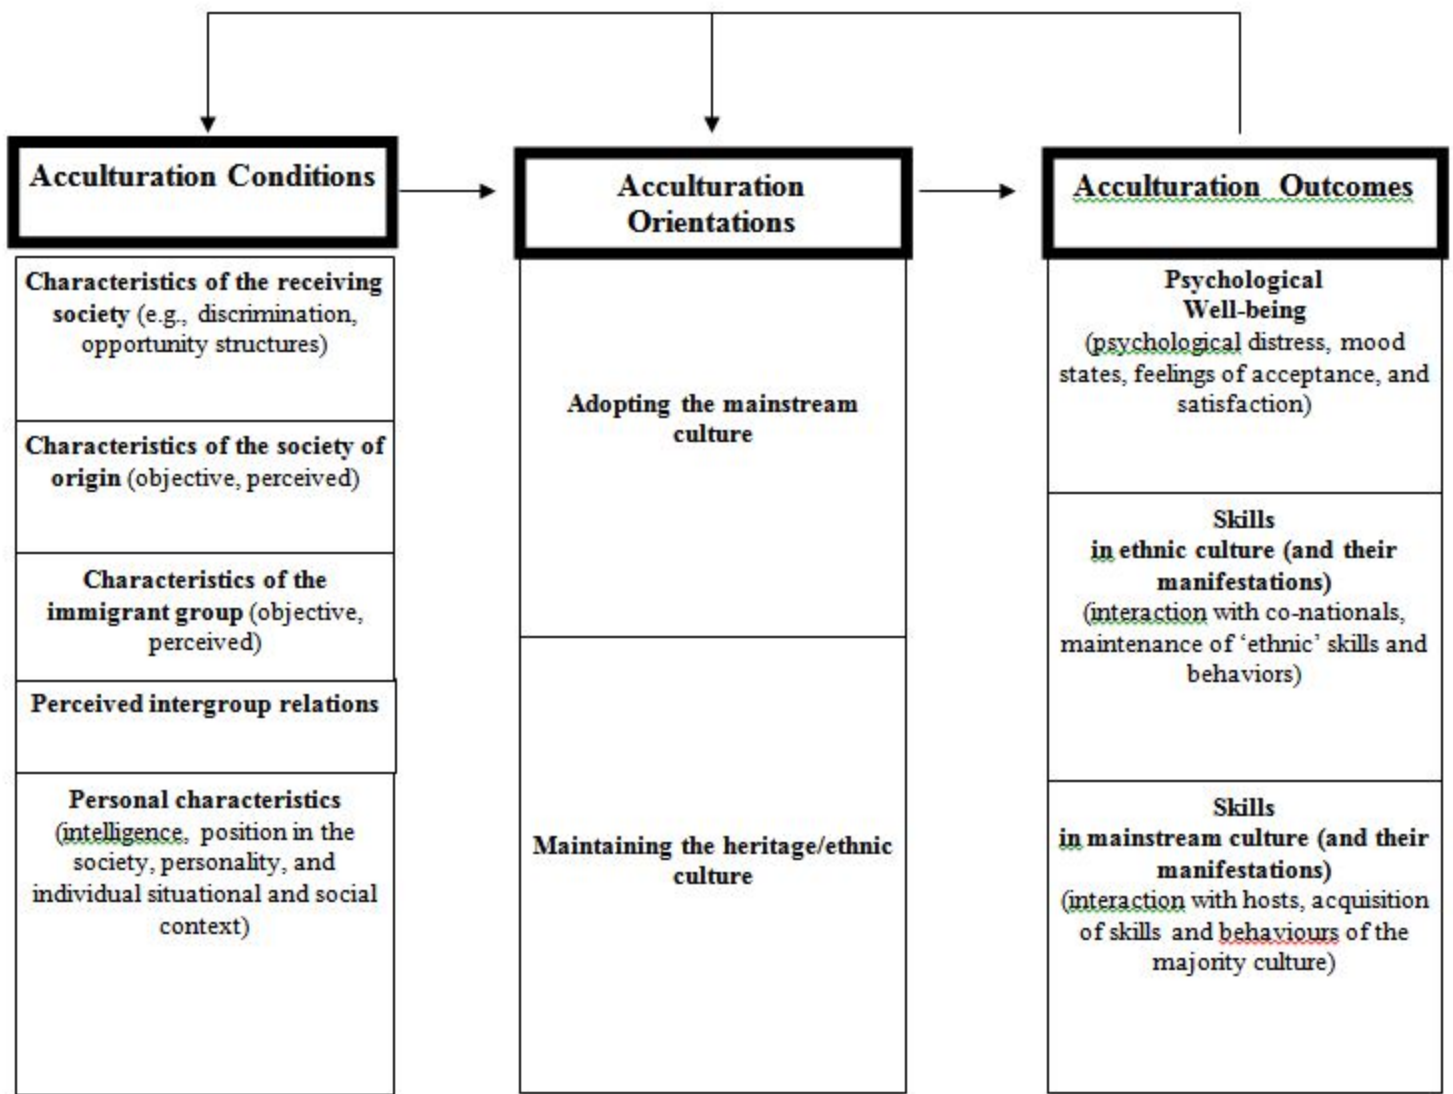 Acculturation Conditions
Characteristics of the receiving
society (e.g., discrimination,
opportunity structures)
Characteristics of the society of
origin (objective, perceived)
Characteristics of the
immigrant group (objective,
perceived)
Perceived intergroup relations
Personal characteristics
(intelligence, position in the
society, personality, and
individual situational and social
context)
Acculturation
Orientations
Adopting the mainstream
culture
Maintaining the heritage/ethnic
culture
Acculturation Outcomes
Psychological
Well-being
(psychological distress, mood
states, feelings of acceptance, and
satisfaction)
Skills
in ethnic culture (and their
manifestations)
(interaction with co-nationals,
maintenance of ‘ethnic’ skills and
behaviors)
Skills
in mainstream culture (and their
manifestations)
(interaction with hosts, acquisition
of skills and behaviours of the
majority culture)